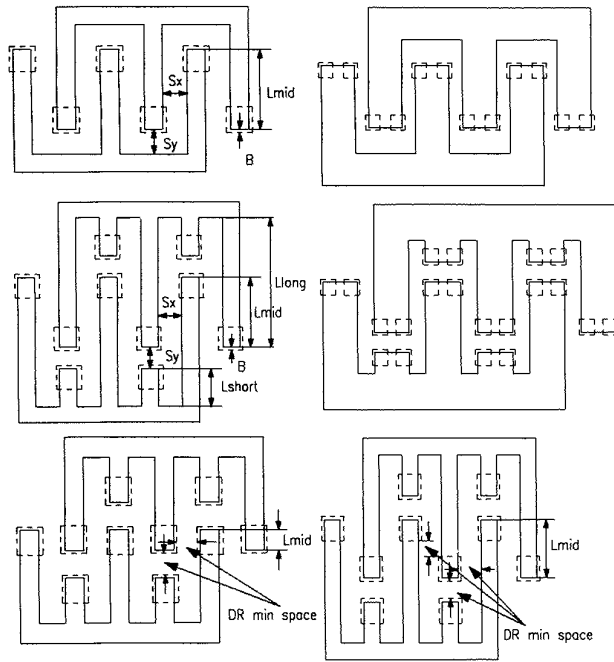 Sx
Lmid
Sy
B
Llong
Lmid
Sx
Sy
B
Lshort
Lmid
DR min space
Lmid
DR min space